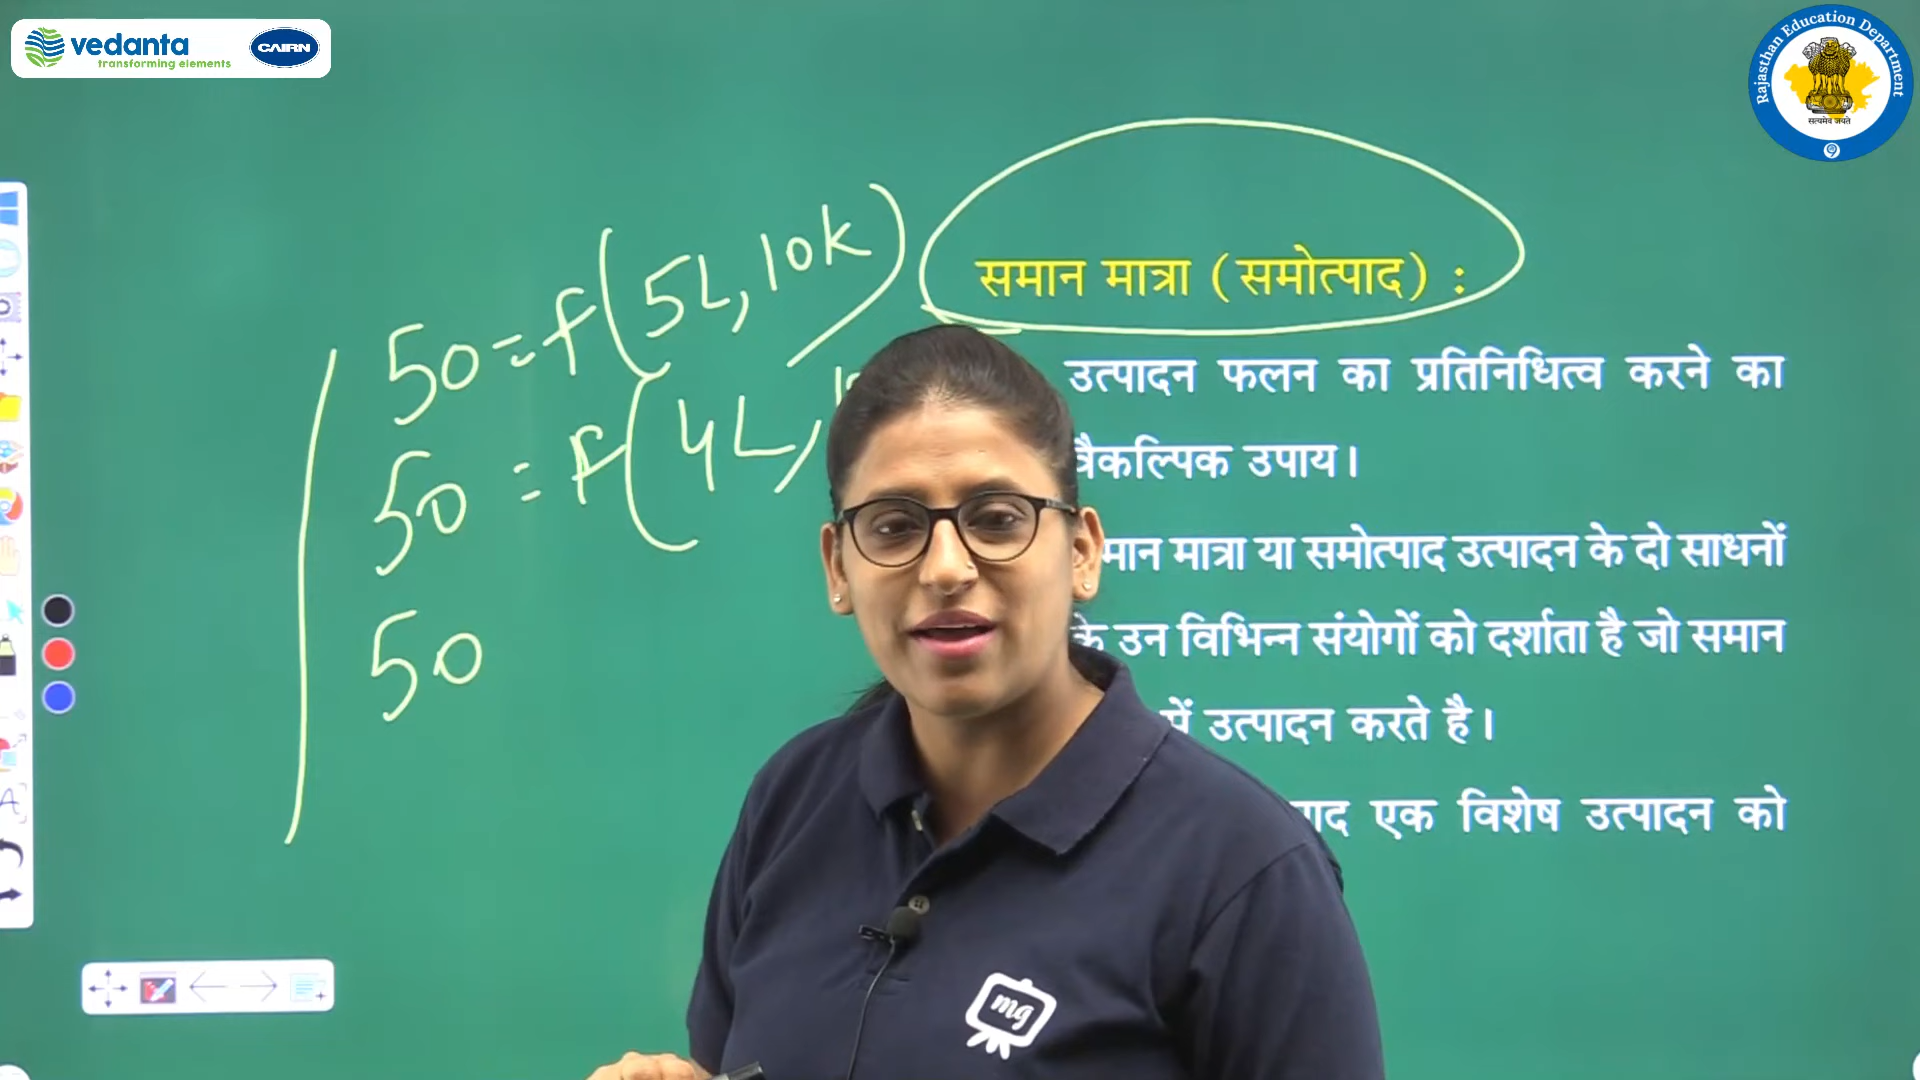 vedanta
transforming elements
CAIRN
Rajasthan Education Department
सत्यमेव जयते
50 = f(5L, 10K)
50 = f(4L,
50
समान मात्रा (समोत्पाद) :
उत्पादन फलन का प्रतिनिधित्व करने का
वैकल्पिक उपाय।
मान मात्रा या समोत्पाद उत्पादन के दो साधनों
के उन विभिन्न संयोगों को दर्शाता है जो समान
में उत्पादन करते है।
एक विशेष उत्पादन को
mg